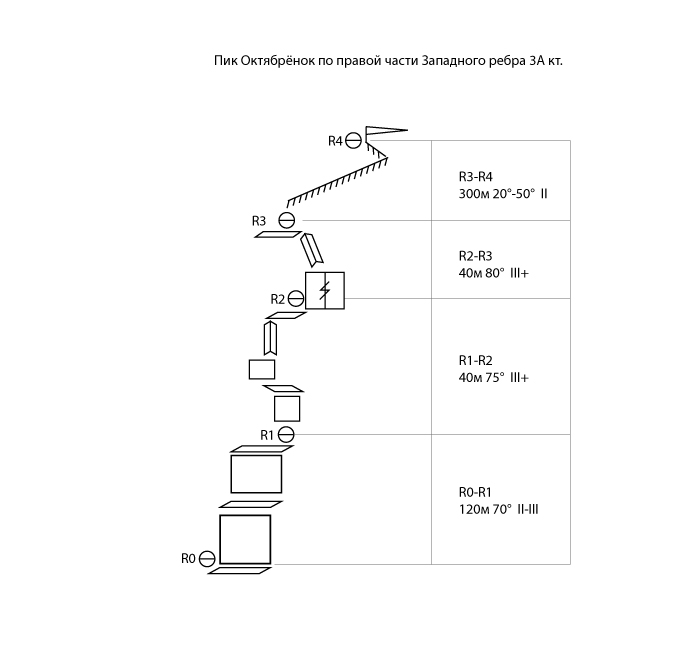 Пик Октябрёнок по правой части Западного ребра 3А кт.
R4
R3-R4
300м 20°-50° II
R3
R2-R3
40м 80° III+
R2
R1-R2
40м 75° III+
R1
R0-R1
120м 70° II-III
R0